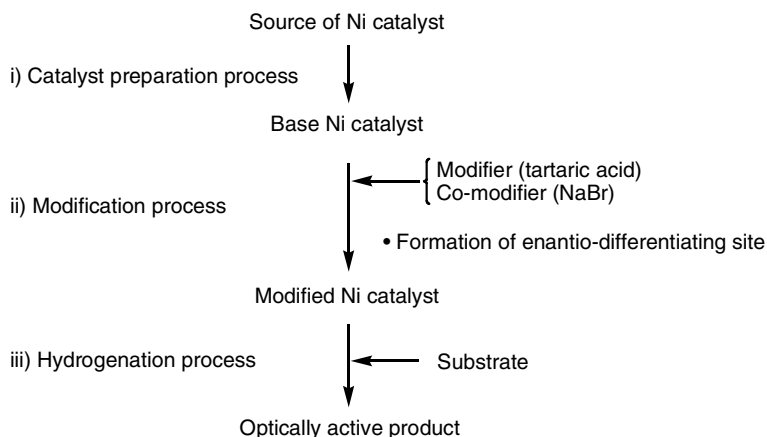 Source of Ni catalyst
i) Catalyst preparation process
Base Ni catalyst
Modifier (tartaric acid)
Co-modifier (NaBr)
ii) Modification process
• Formation of enantio-differentiating site
Modified Ni catalyst
iii) Hydrogenation process
Substrate
Optically active product